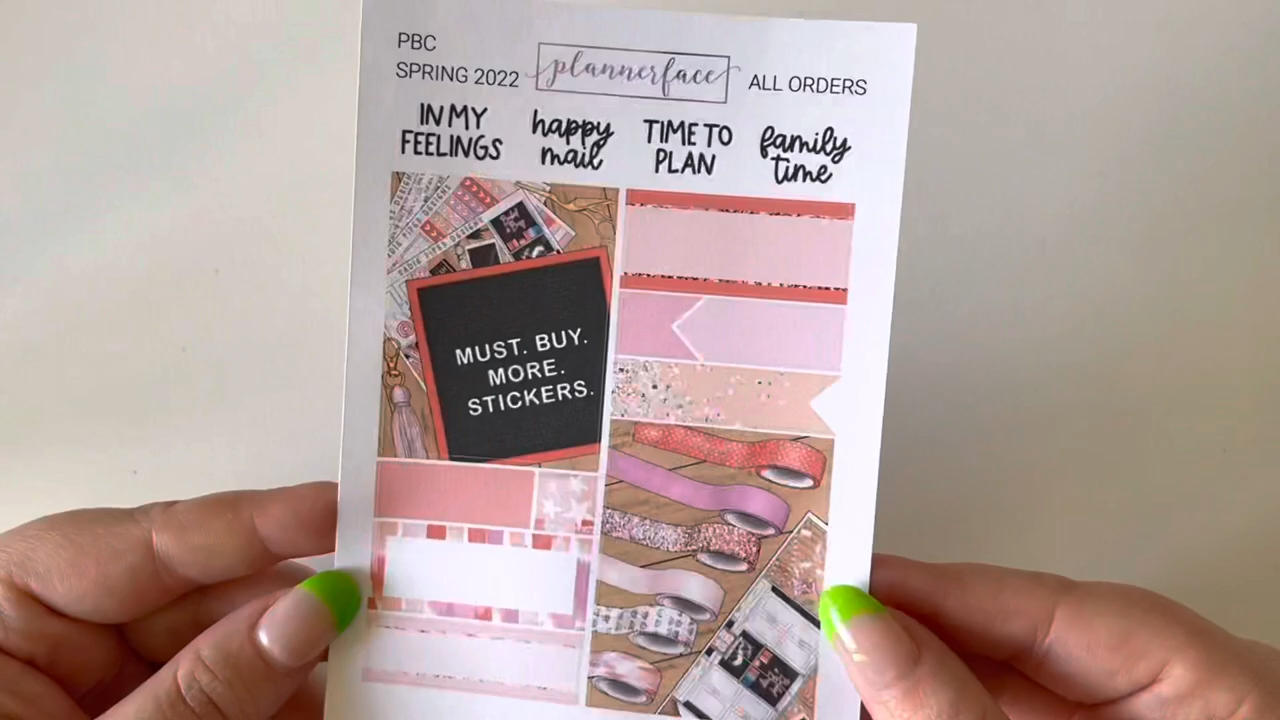 PBC
SPRING 2022
plannerface
ALL ORDERS
IN MY
FEELINGS
happy
mail
TIME TO
PLAN
family
time
MUST. BUY.
MORE.
STICKERS.